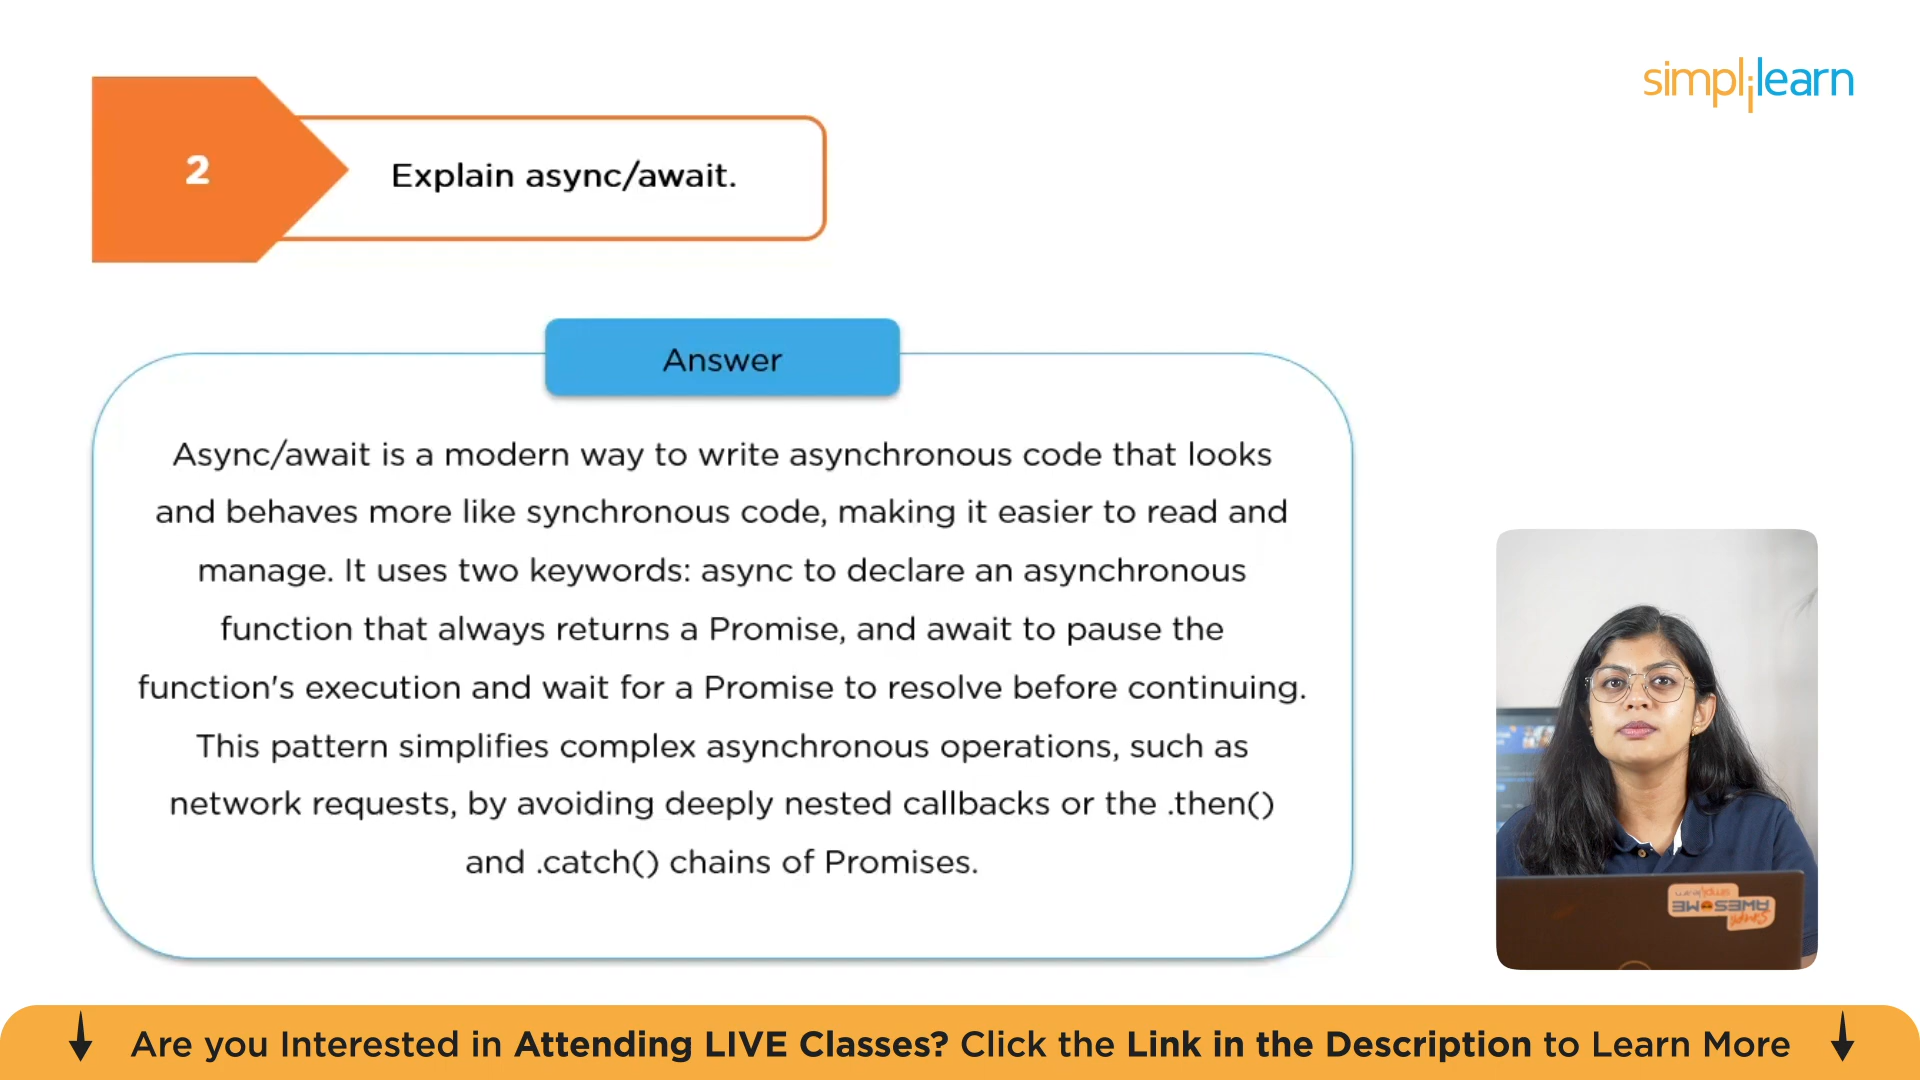 simplilearn
2
Explain async/await.
Answer
Async/await is a modern way to write asynchronous code that looks
and behaves more like synchronous code, making it easier to read and
manage. It uses two keywords: async to declare an asynchronous
function that always returns a Promise, and await to pause the
function's execution and wait for a Promise to resolve before continuing.
This pattern simplifies complex asynchronous operations, such as
network requests, by avoiding deeply nested callbacks or the .then()
and .catch() chains of Promises.
simplilearn
SIMPLY
AWESOME
Are you Interested in Attending LIVE Classes? Click the Link in the Description to Learn More